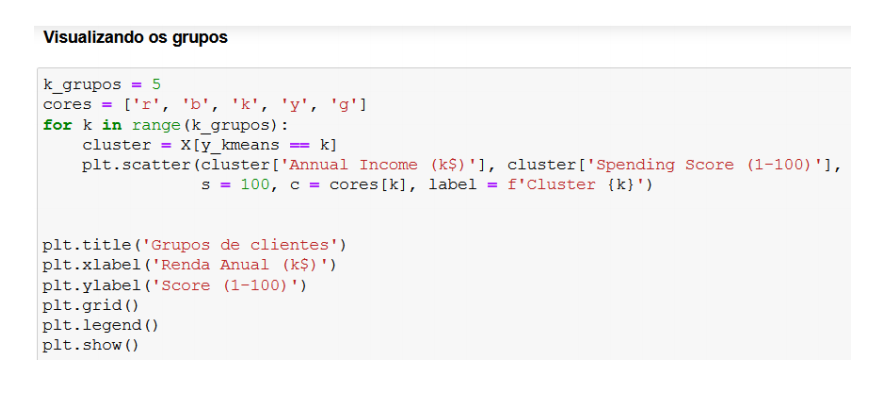 Visualizando os grupos
k_grupos = 5
cores = ['r', 'b', 'k', 'y', 'g']
for k in range(k_grupos):
    cluster = X[y_kmeans == k]
    plt.scatter(cluster['Annual Income (k$)'], cluster['Spending Score (1-100)'],
                s = 100, c = cores[k], label = f'Cluster {k}')
plt.title('Grupos de clientes')
plt.xlabel('Renda Anual (k$)')
plt.ylabel('Score (1-100)')
plt.grid()
plt.legend()
plt.show()